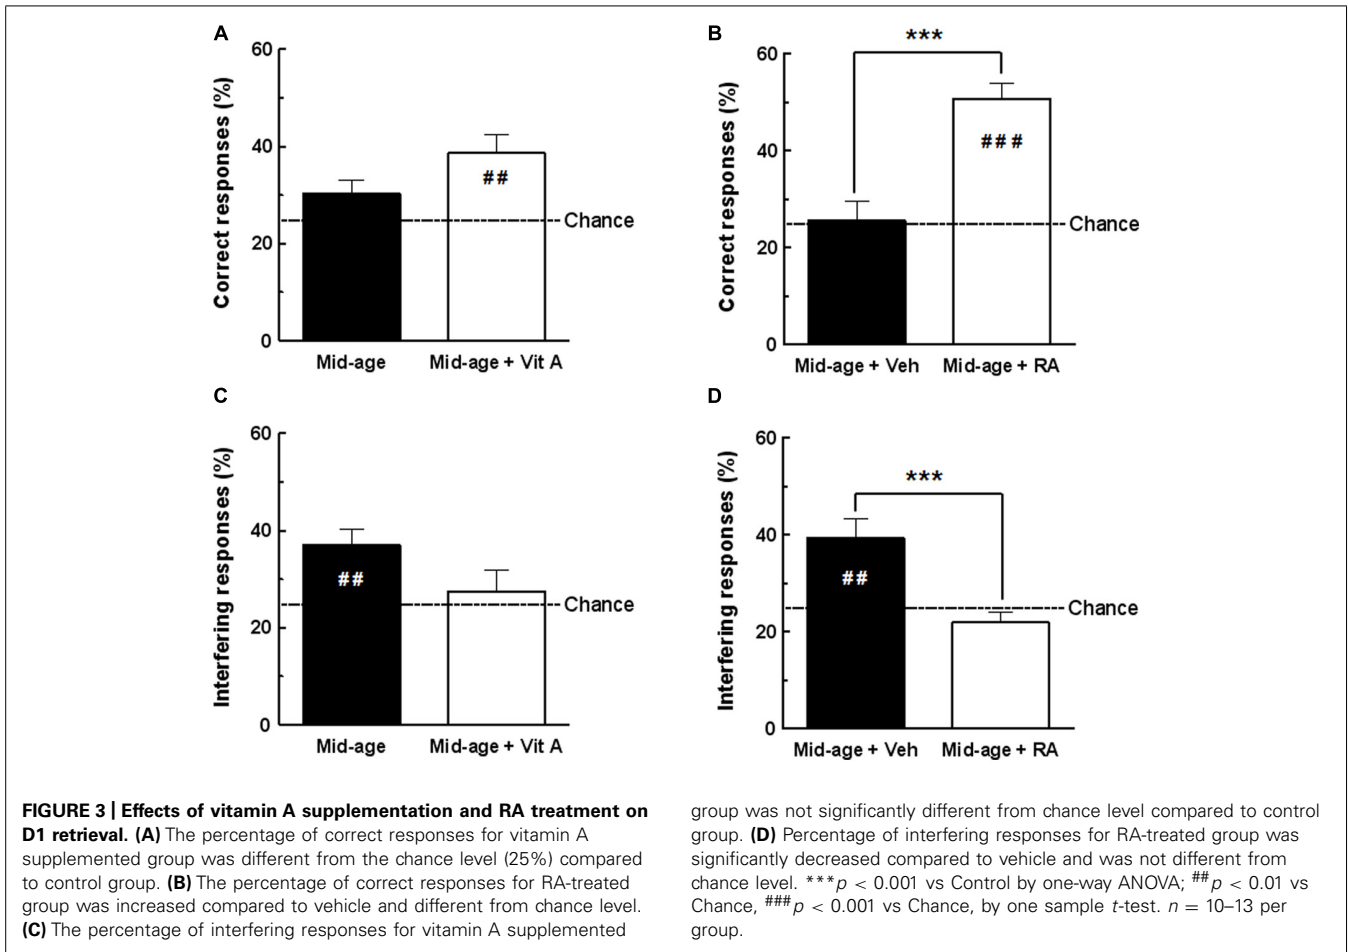 A
60
40
20
0
Correct responses (%)
##
Chance
Mid-age
Mid-age + Vit A
B
60
40
20
0
Correct responses (%)
***
###
Chance
Mid-age + Veh
Mid-age + RA
C
60
40
20
0
Interfering responses (%)
##
Chance
Mid-age
Mid-age + Vit A
D
60
40
20
0
Interfering responses (%)
***
##
Chance
Mid-age + Veh
Mid-age + RA
FIGURE 3 | Effects of vitamin A supplementation and RA treatment on
D1 retrieval. (A) The percentage of correct responses for vitamin A
supplemented group was different from the chance level (25%) compared
to control group. (B) The percentage of correct responses for RA-treated
group was increased compared to vehicle and different from chance level.
(C) The percentage of interfering responses for vitamin A supplemented
group was not significantly different from chance level compared to control
group. (D) Percentage of interfering responses for RA-treated group was
significantly decreased compared to vehicle and was not different from
chance level. ***p < 0.001 vs Control by one-way ANOVA; ##p < 0.01 vs
Chance, ###p < 0.001 vs Chance, by one sample t-test. n = 10–13 per
group.